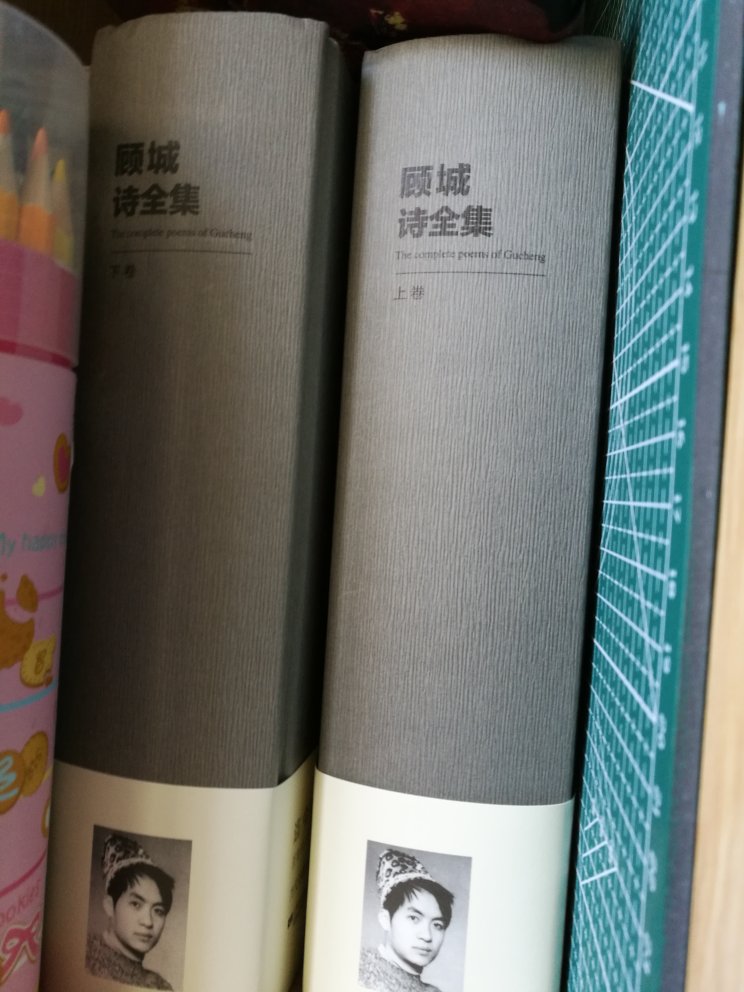 顾城
诗全集
The complete poems of Gucheng
下卷
顾城
诗全集
The complete poems of Gucheng
上卷